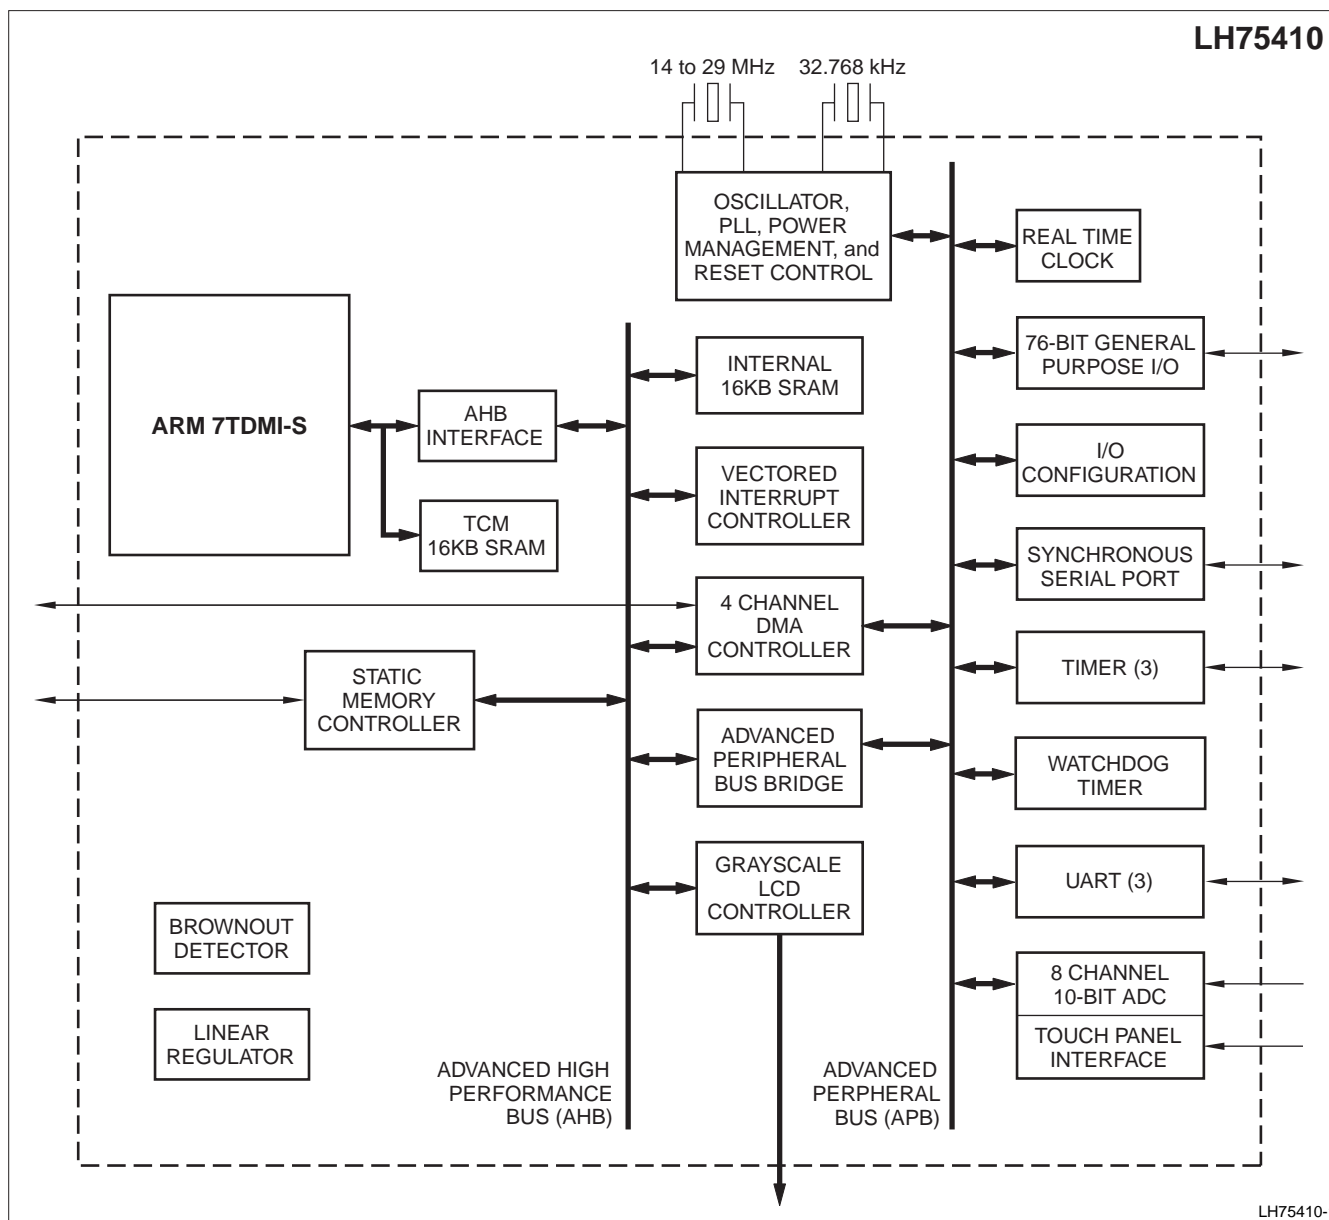 LH75410
14 to 29 MHz
32.768 kHz
OSCILLATOR,
PLL, POWER
MANAGEMENT, and
RESET CONTROL
REAL TIME
CLOCK
76-BIT GENERAL
PURPOSE I/O
INTERNAL
16KB SRAM
ARM 7TDMI-S
AHB
INTERFACE
I/O
CONFIGURATION
VECTORED
INTERRUPT
CONTROLLER
TCM
16KB SRAM
SYNCHRONOUS
SERIAL PORT
4 CHANNEL
DMA
CONTROLLER
STATIC
MEMORY
CONTROLLER
TIMER (3)
ADVANCED
PERIPHERAL
BUS BRIDGE
WATCHDOG
TIMER
GRAYSCALE
LCD
CONTROLLER
UART (3)
BROWNOUT
DETECTOR
8 CHANNEL
10-BIT ADC
LINEAR
REGULATOR
TOUCH PANEL
INTERFACE
ADVANCED HIGH
PERFORMANCE
BUS (AHB)
ADVANCED
PERPHERAL
BUS (APB)
LH75410-